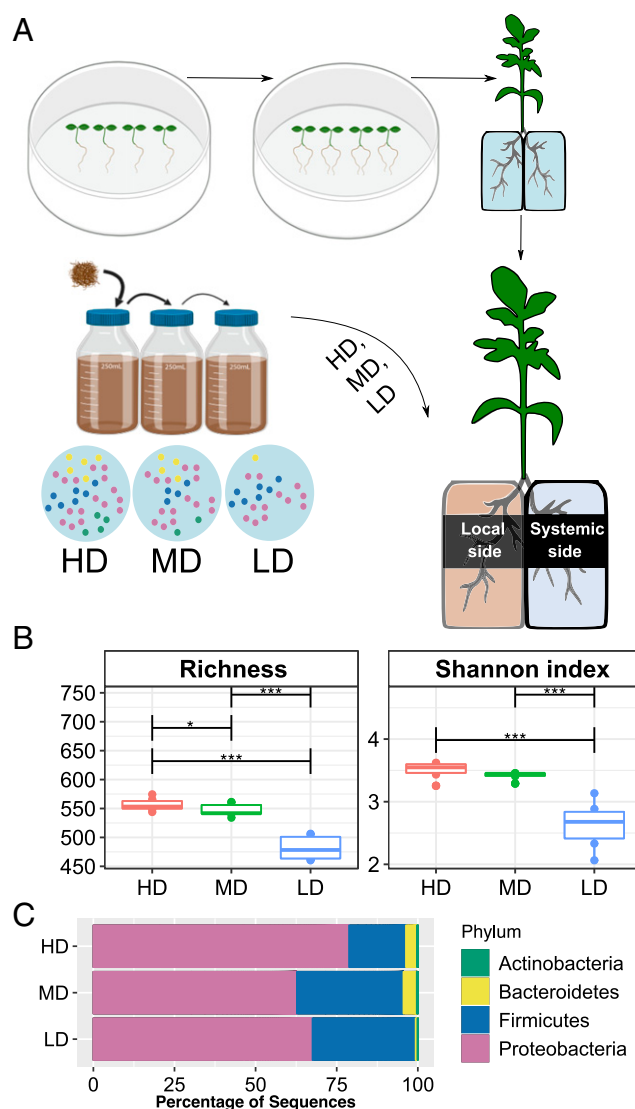 A
250mL
250mL
250mL
HD,
MD,
LD
HD MD LD
Local side
Systemic side
B
Richness
Shannon index
750
700
650
600
550
500
450
*
***
***
HD MD LD
4
3
2
***
***
HD MD LD
C
HD
MD
LD
0 25 50 75 100
Percentage of Sequences
Phylum
Actinobacteria
Bacteroidetes
Firmicutes
Proteobacteria